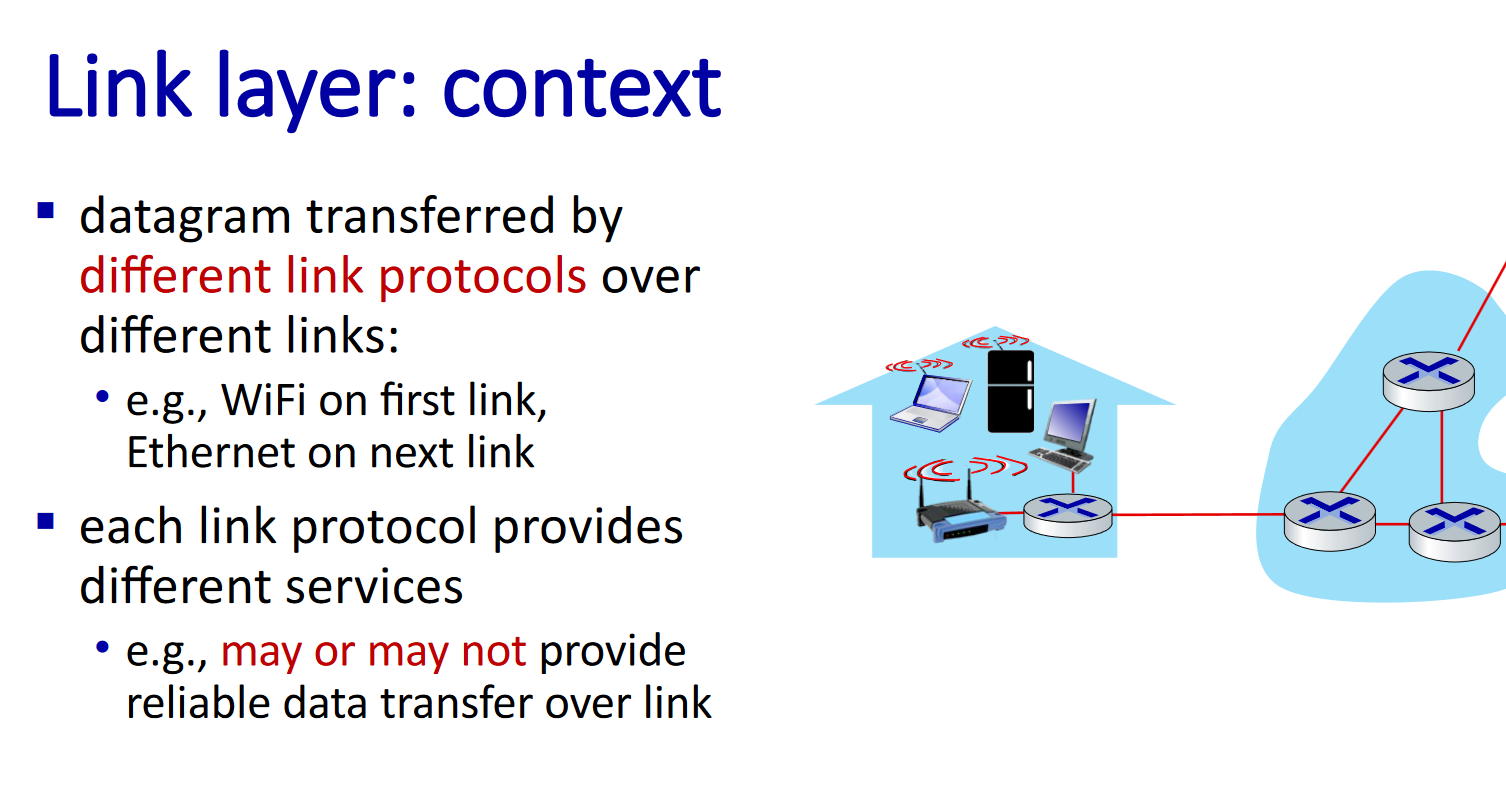 Link layer: context
▪ datagram transferred by
different link protocols over
different links:
• e.g., WiFi on first link,
Ethernet on next link
▪ each link protocol provides
different services
• e.g., may or may not provide
reliable data transfer over link